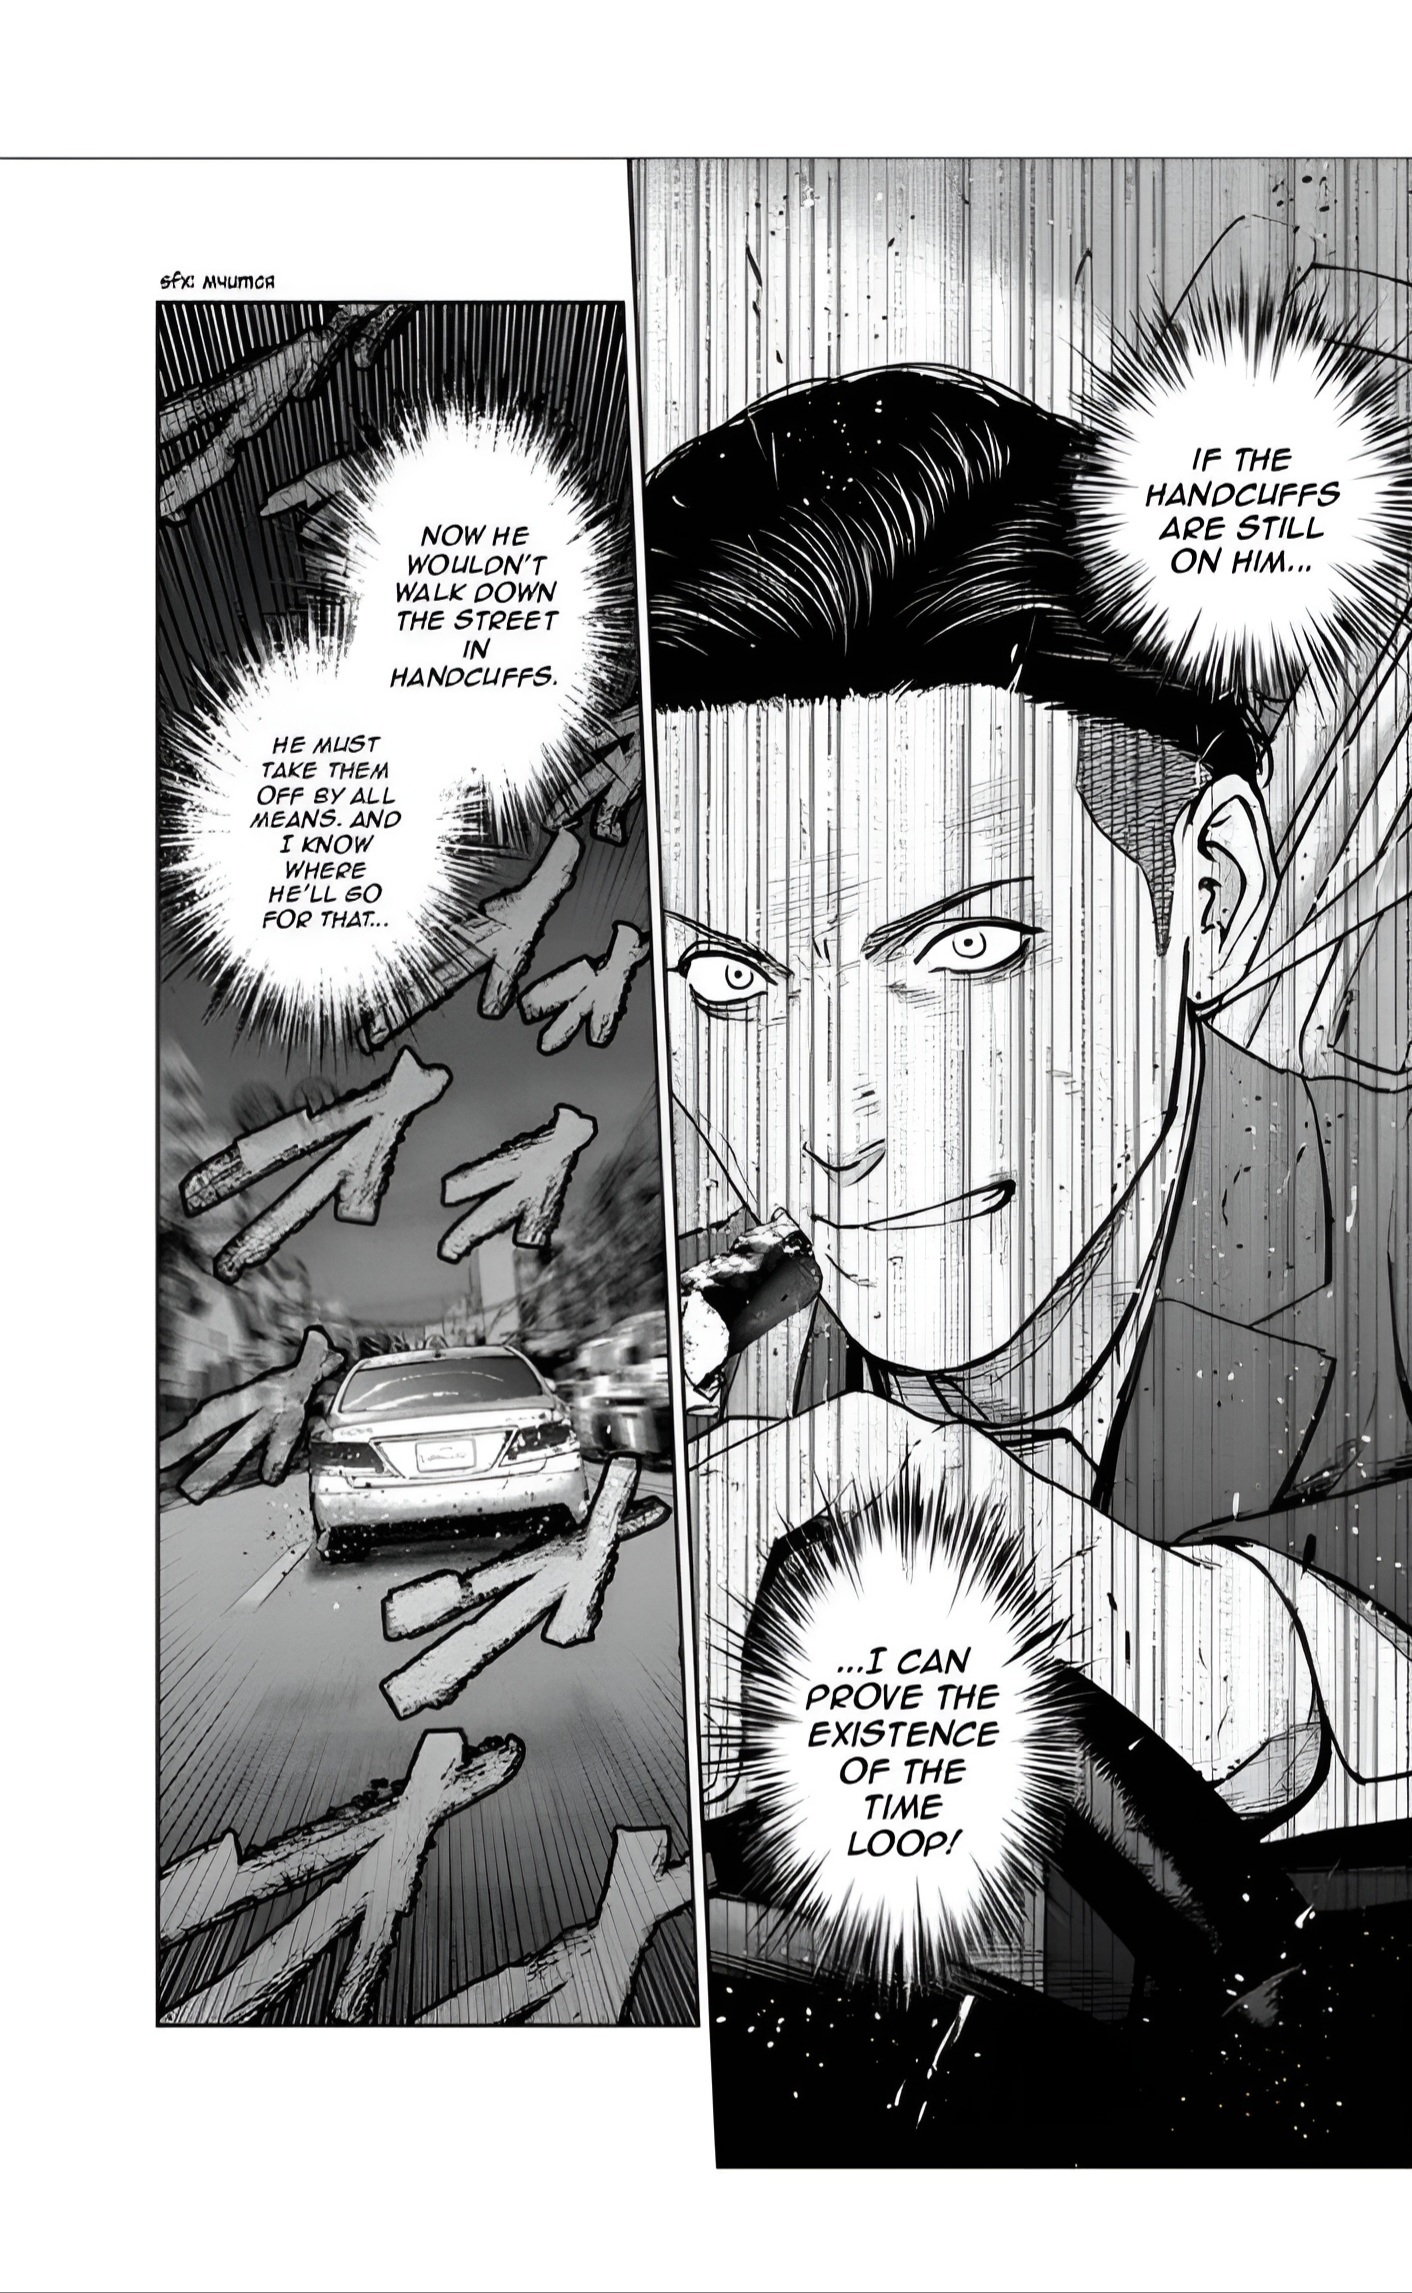 IF THE
HANDCUFFS
ARE STILL
ON HIM...
...I CAN
PROVE THE
EXISTENCE
OF THE
TIME
LOOP!
SFX: МЧИТСЯ
NOW HE
WOULDN'T
WALK DOWN
THE STREET
IN
HANDCUFFS.
HE MUST
TAKE THEM
OFF BY ALL
MEANS. AND
I KNOW
WHERE
HE'LL GO
FOR THAT...